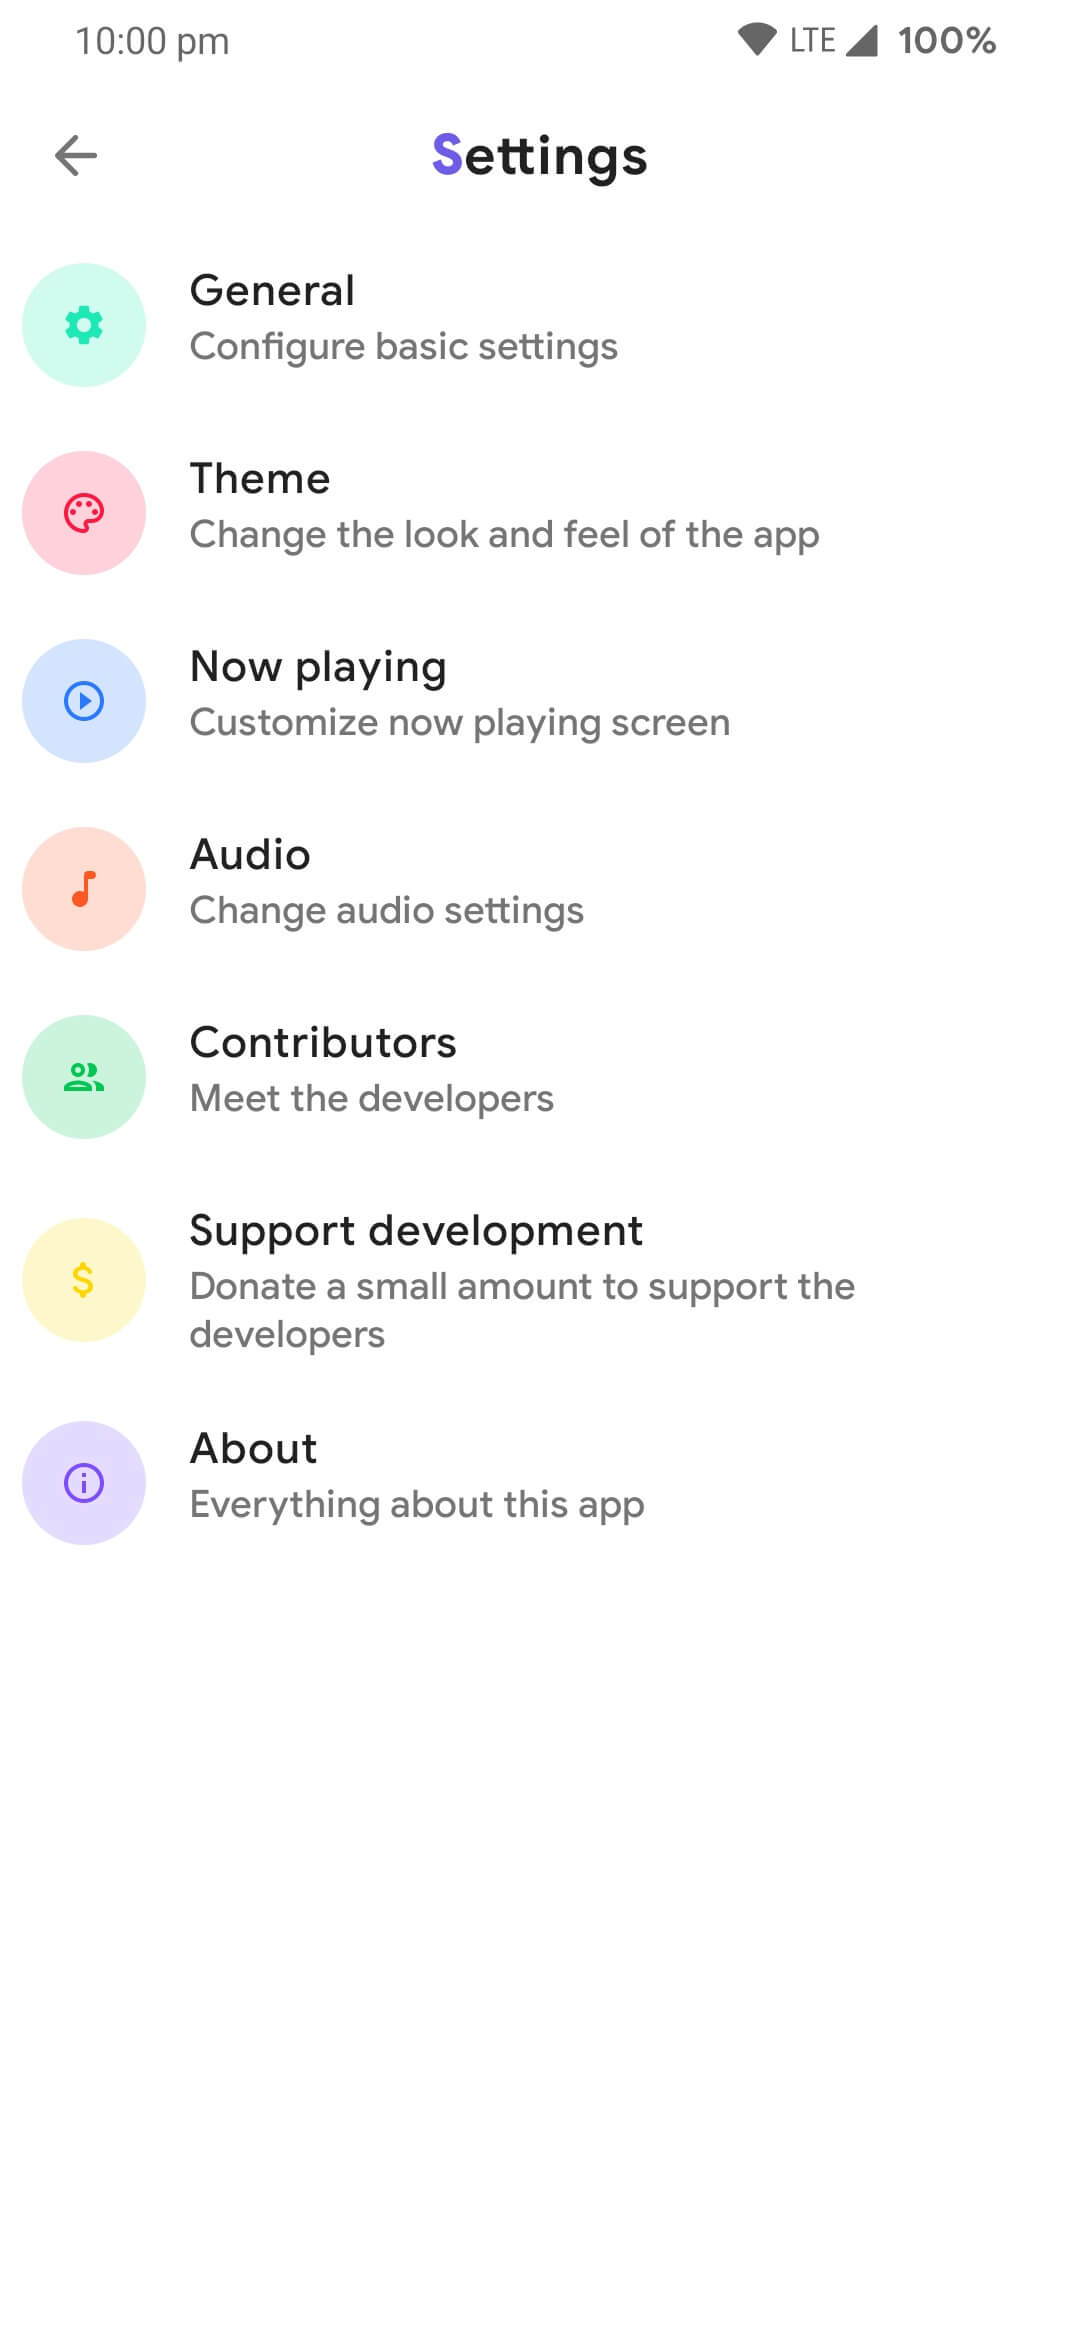 10:00 pm LTE 100%
Settings
General
Configure basic settings
Theme
Change the look and feel of the app
Now playing
Customize now playing screen
Audio
Change audio settings
Contributors
Meet the developers
Support development
Donate a small amount to support the
developers
About
Everything about this app